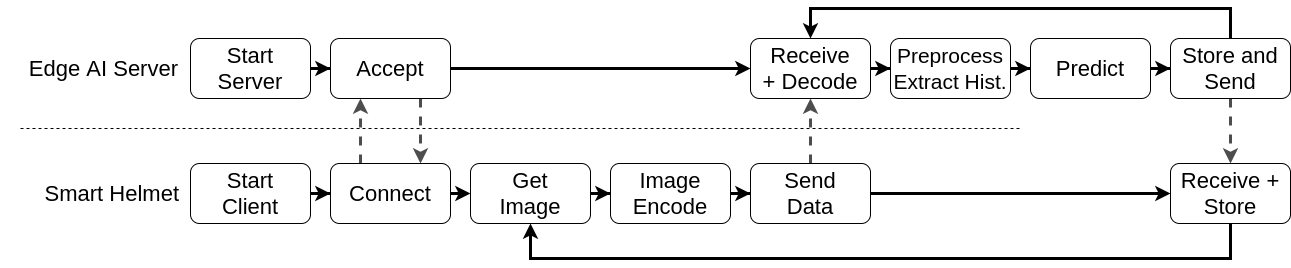 Edge AI Server
Start
Server
Accept
Receive
+ Decode
Preprocess
Extract Hist.
Predict
Store and
Send
Smart Helmet
Start
Client
Connect
Get
Image
Image
Encode
Send
Data
Receive +
Store